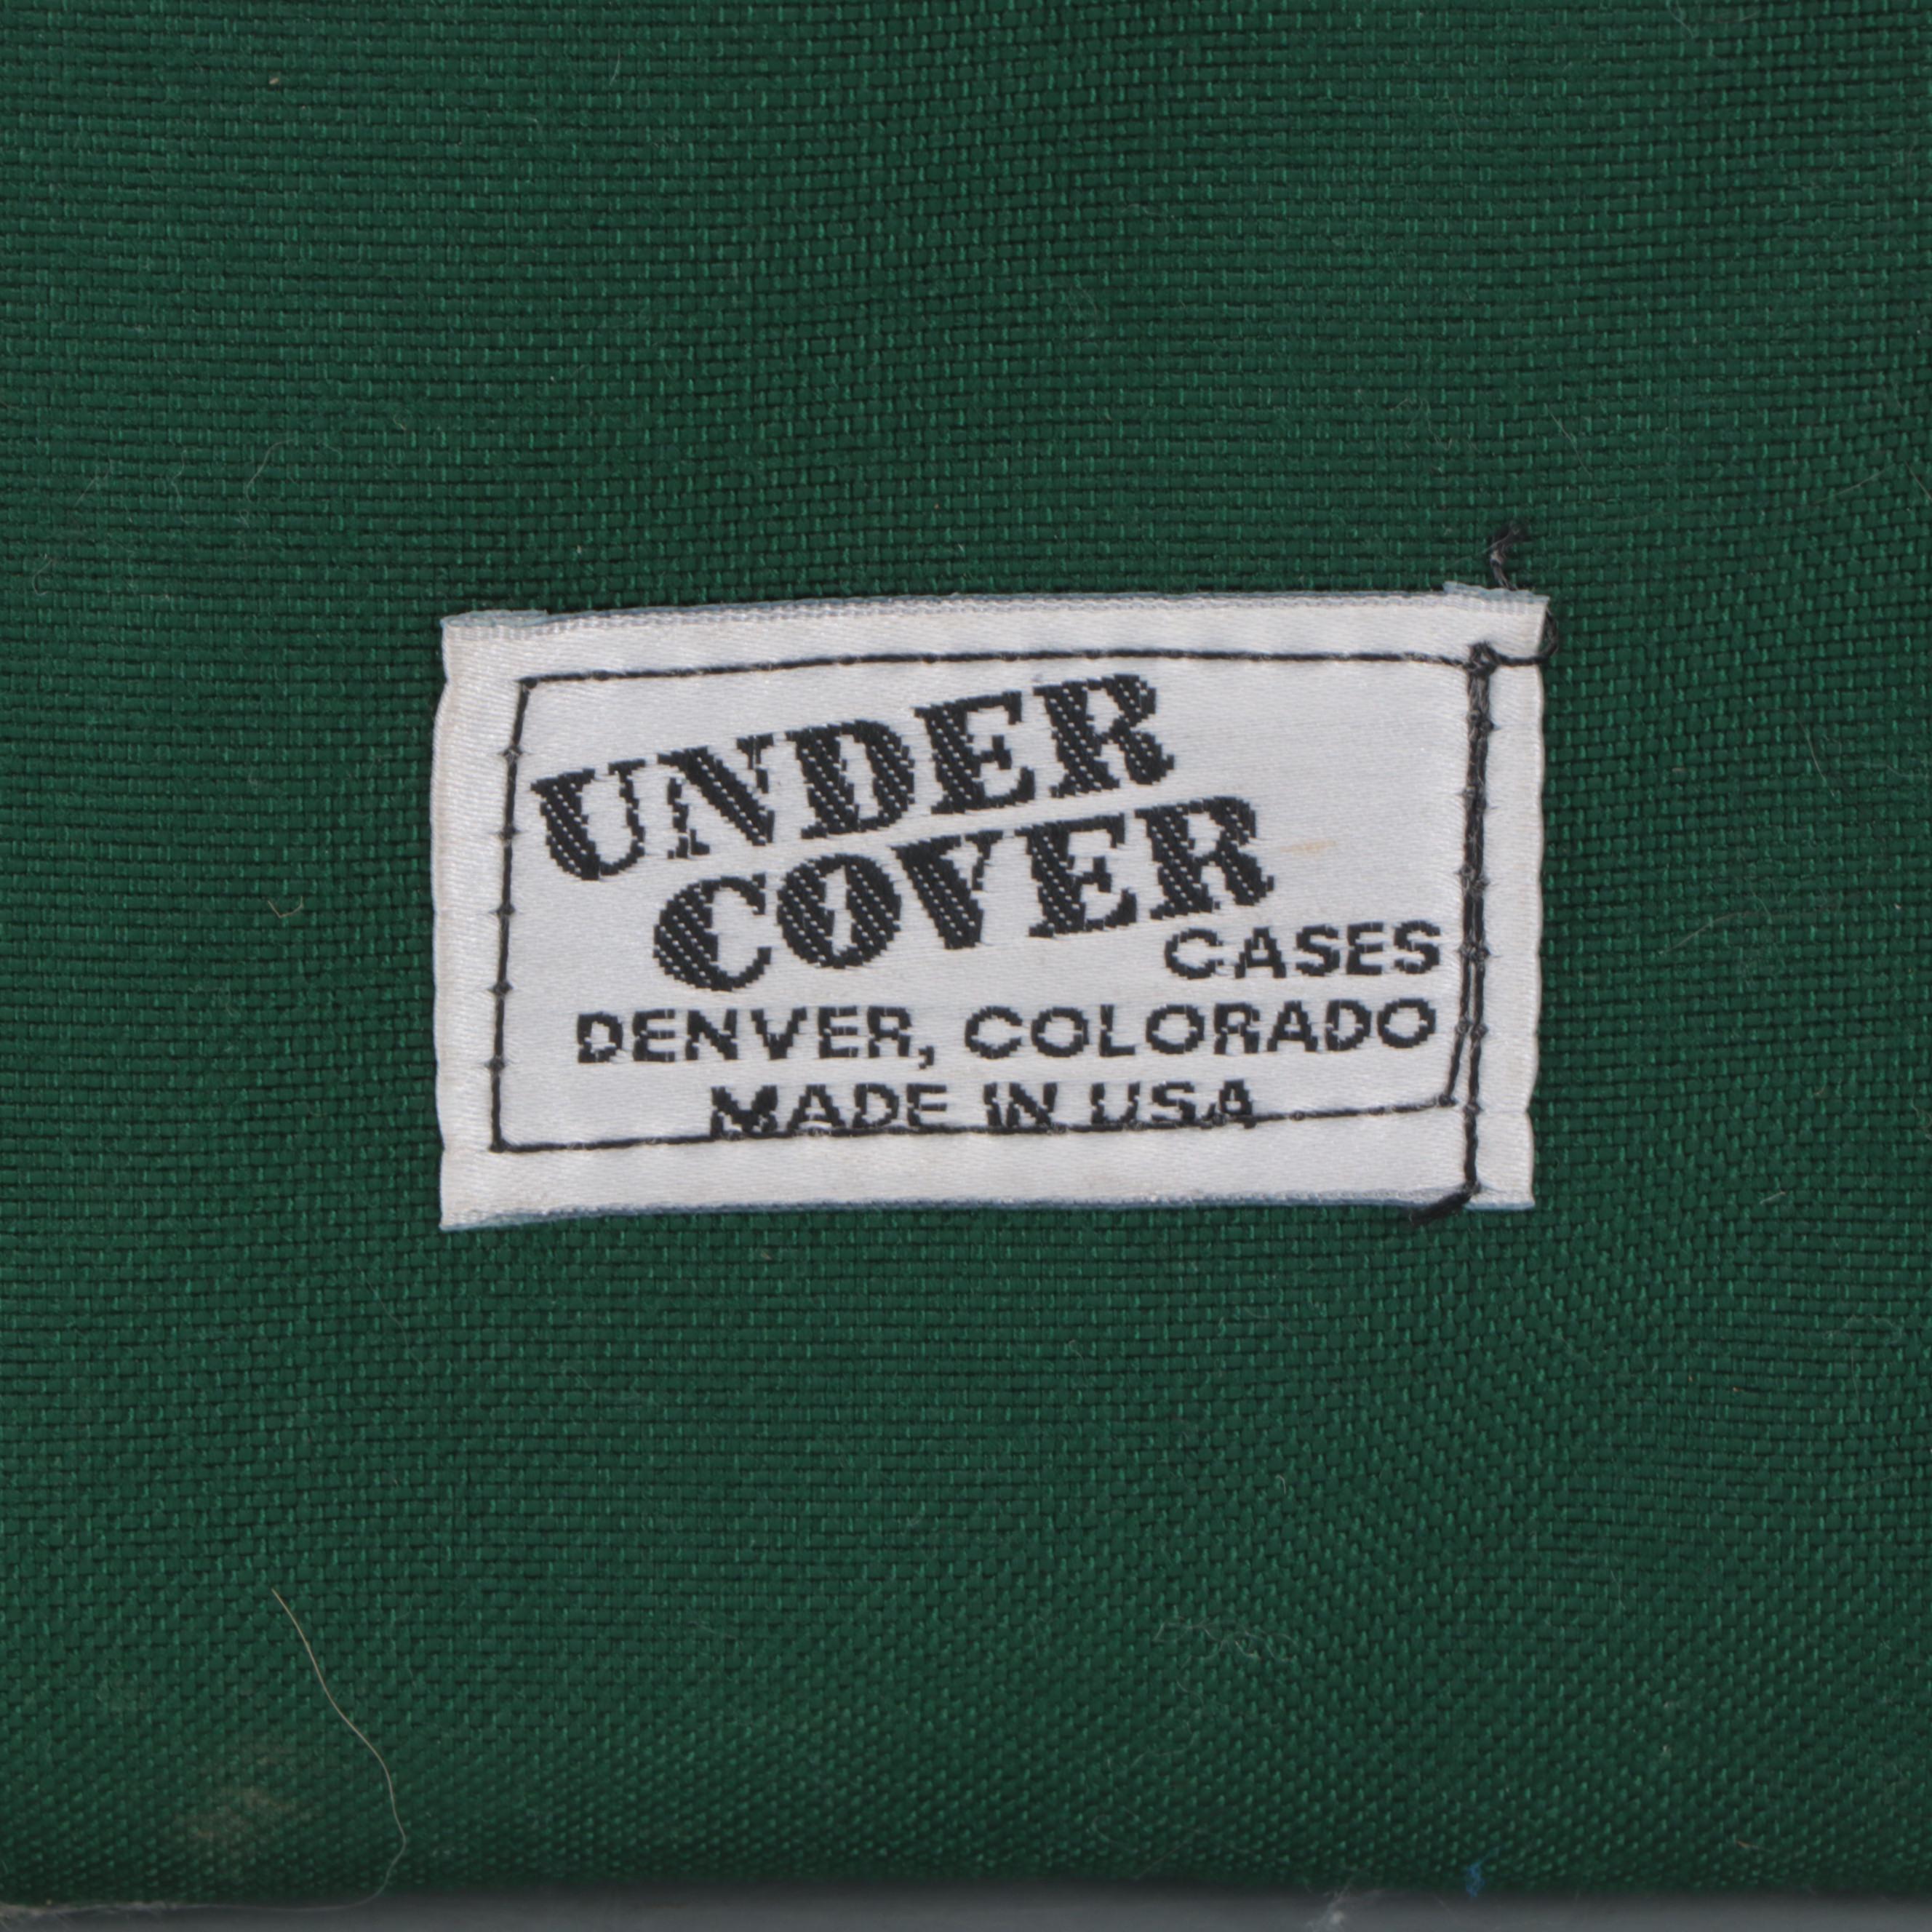 UNDER
COVER
CASES
DENVER, COLORADO
MADE IN USA